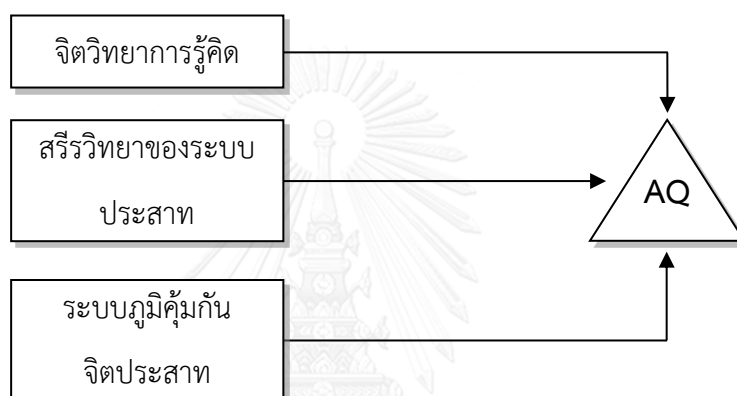 จิตวิทยาการรู้คิด
สรีรวิทยาของระบบ
ประสาท
AQ
ระบบภูมิคุ้มกัน
จิตประสาท